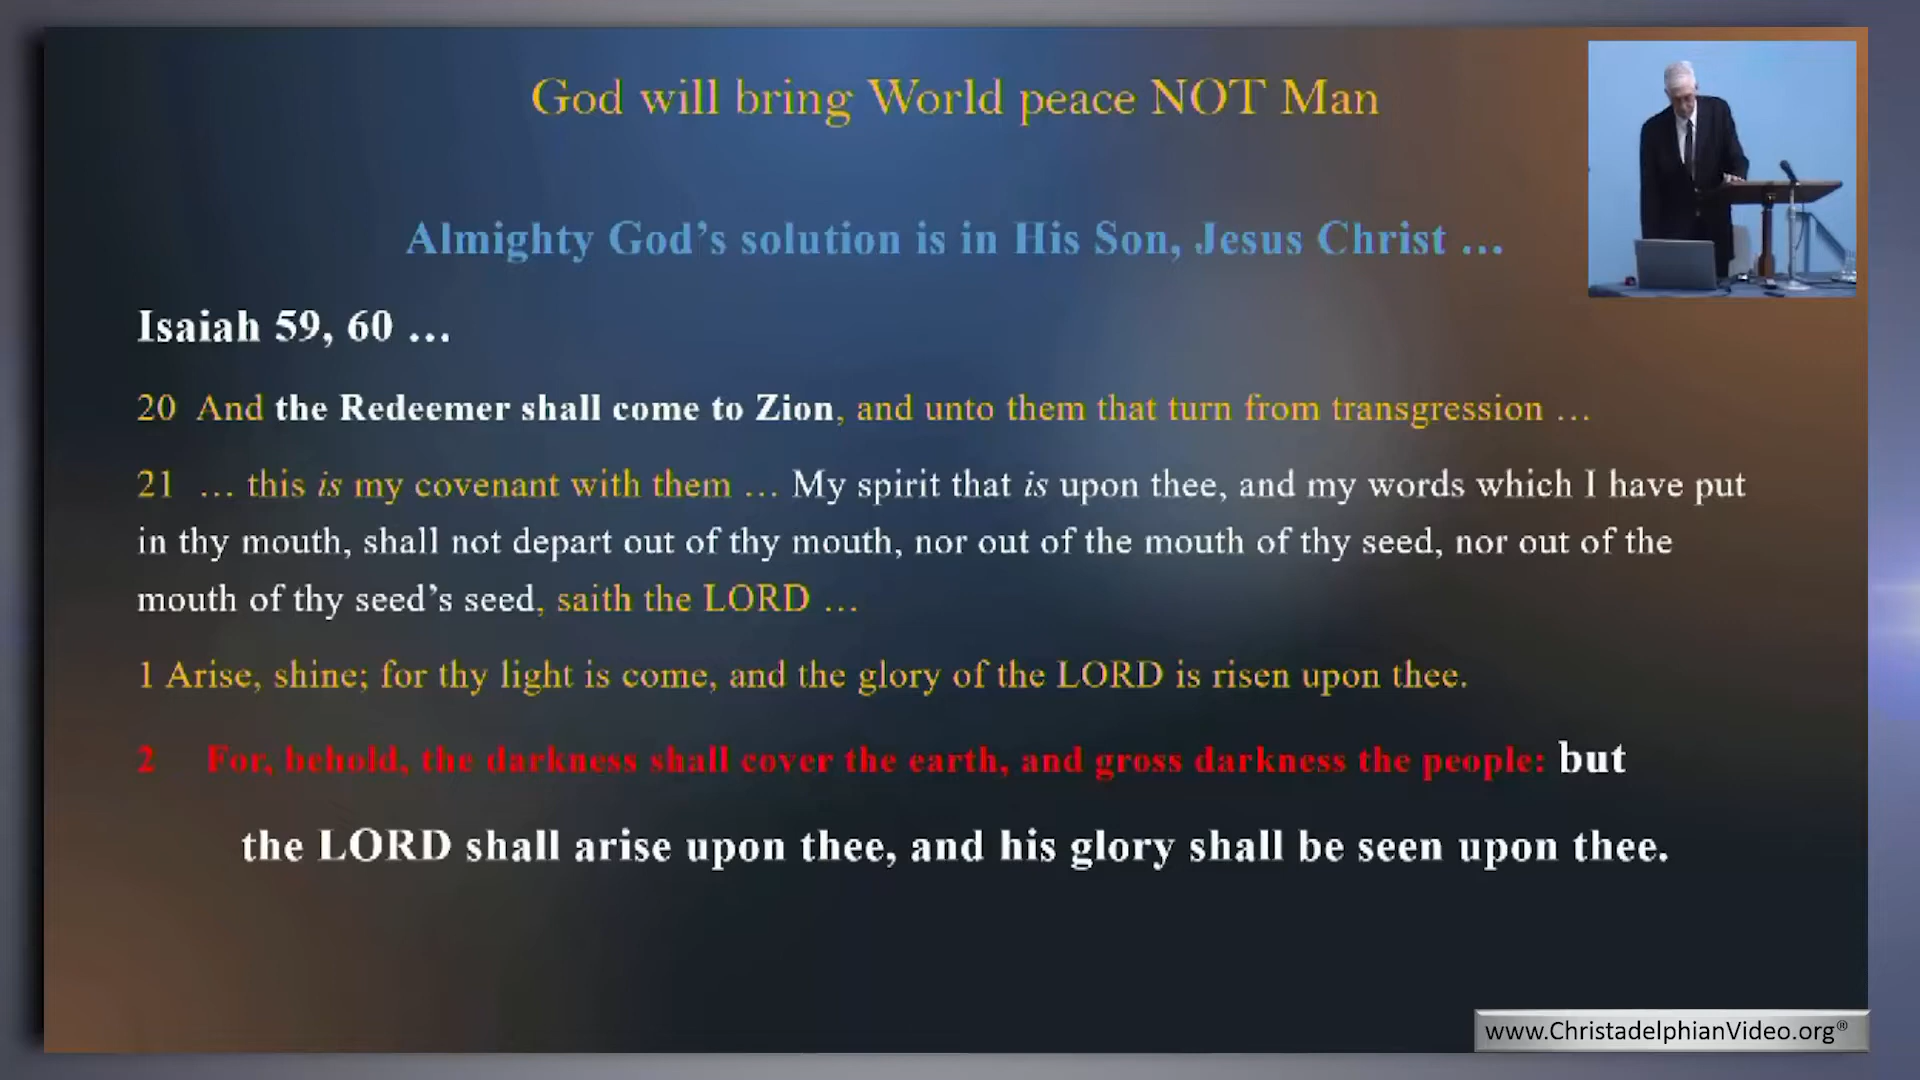 God will bring World peace NOT Man
Almighty God's solution is in His Son, Jesus Christ …
Isaiah 59, 60 …
20 And the Redeemer shall come to Zion, and unto them that turn from transgression …
21 … this is my covenant with them … My spirit that is upon thee, and my words which I have put
in thy mouth, shall not depart out of thy mouth, nor out of the mouth of thy seed, nor out of the
mouth of thy seed's seed, saith the LORD …
1 Arise, shine; for thy light is come, and the glory of the LORD is risen upon thee.
2 For, behold, the darkness shall cover the earth, and gross darkness the people: but
the LORD shall arise upon thee, and his glory shall be seen upon thee.
www.ChristadelphianVideo.org®